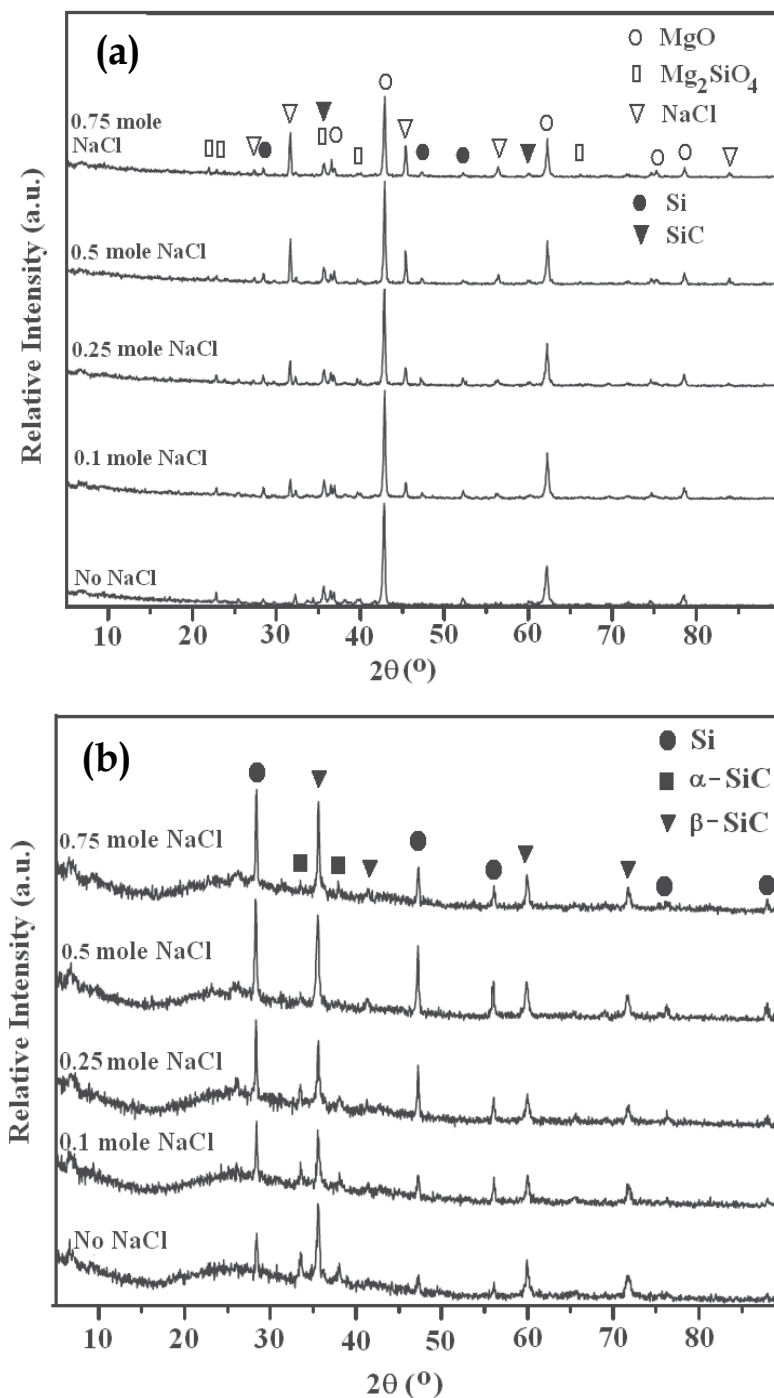 (a)
MgO
Mg₂SiO₄
NaCl
Si
SiC
0.75 mole
NaCl
0.5 mole NaCl
0.25 mole NaCl
0.1 mole NaCl
No NaCl
Relative Intensity (a.u.)
10 20 30 40 50 60 70 80
2θ (º)
(b)
Si
α-SiC
β-SiC
0.75 mole NaCl
0.5 mole NaCl
0.25 mole NaCl
0.1 mole NaCl
No NaCl
Relative Intensity (a.u.)
10 20 30 40 50 60 70 80
2θ (º)